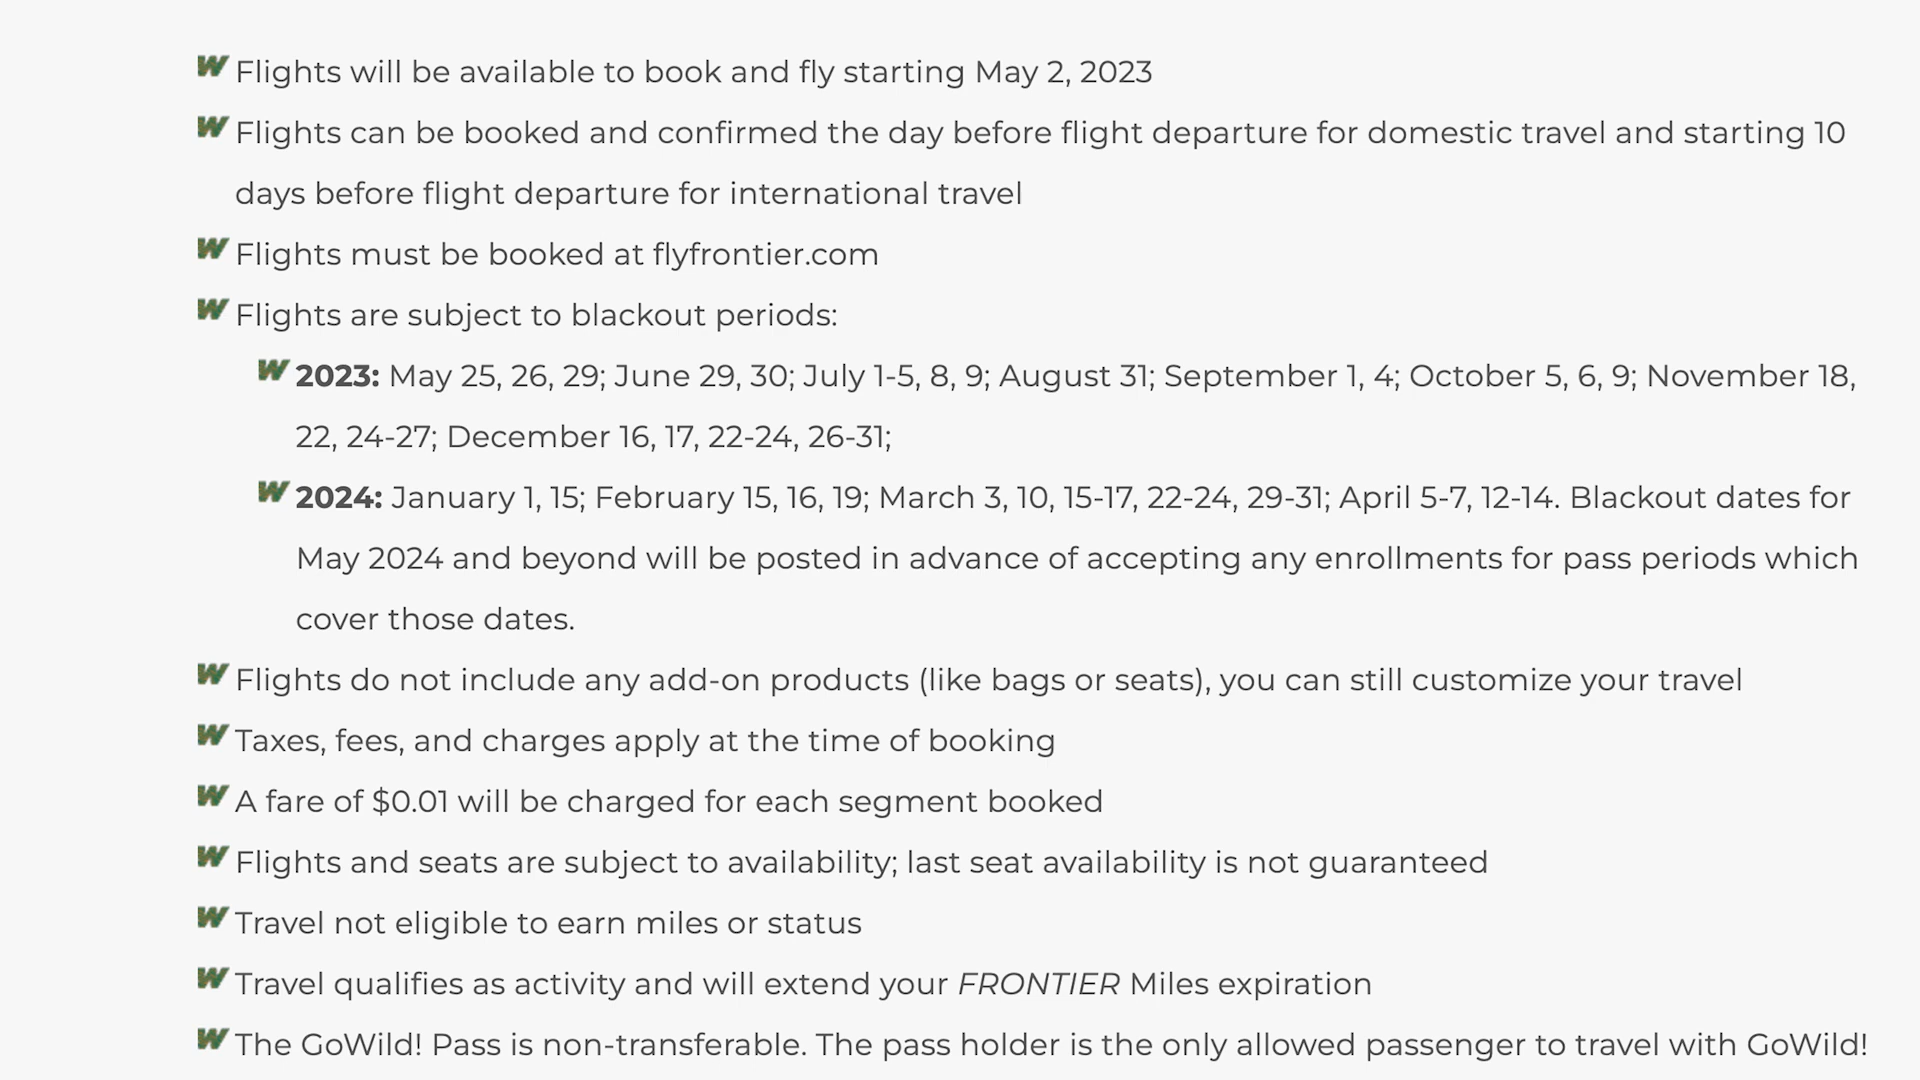 Flights will be available to book and fly starting May 2, 2023
Flights can be booked and confirmed the day before flight departure for domestic travel and starting 10
days before flight departure for international travel
Flights must be booked at flyfrontier.com
Flights are subject to blackout periods:
2023: May 25, 26, 29; June 29, 30; July 1-5, 8, 9; August 31; September 1, 4; October 5, 6, 9; November 18,
22, 24-27; December 16, 17, 22-24, 26-31;
2024: January 1, 15; February 15, 16, 19; March 3, 10, 15-17, 22-24, 29-31; April 5-7, 12-14. Blackout dates for
May 2024 and beyond will be posted in advance of accepting any enrollments for pass periods which
cover those dates.
Flights do not include any add-on products (like bags or seats), you can still customize your travel
Taxes, fees, and charges apply at the time of booking
A fare of $0.01 will be charged for each segment booked
Flights and seats are subject to availability; last seat availability is not guaranteed
Travel not eligible to earn miles or status
Travel qualifies as activity and will extend your FRONTIER Miles expiration
The GoWild! Pass is non-transferable. The pass holder is the only allowed passenger to travel with GoWild!